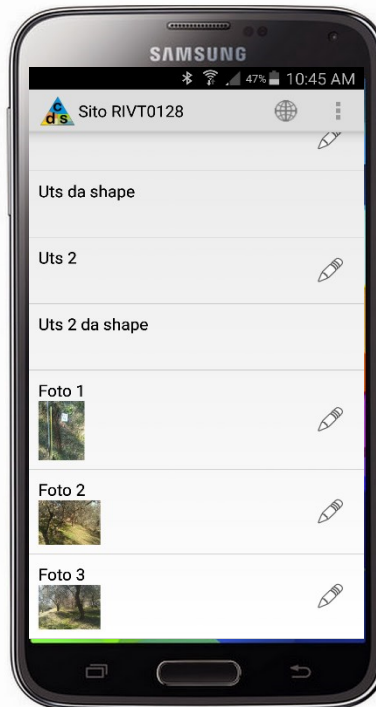 SAMSUNG
47% 10:45 AM
cds Sito RIVT0128
Uts da shape
Uts 2
Uts 2 da shape
Foto 1
Foto 2
Foto 3